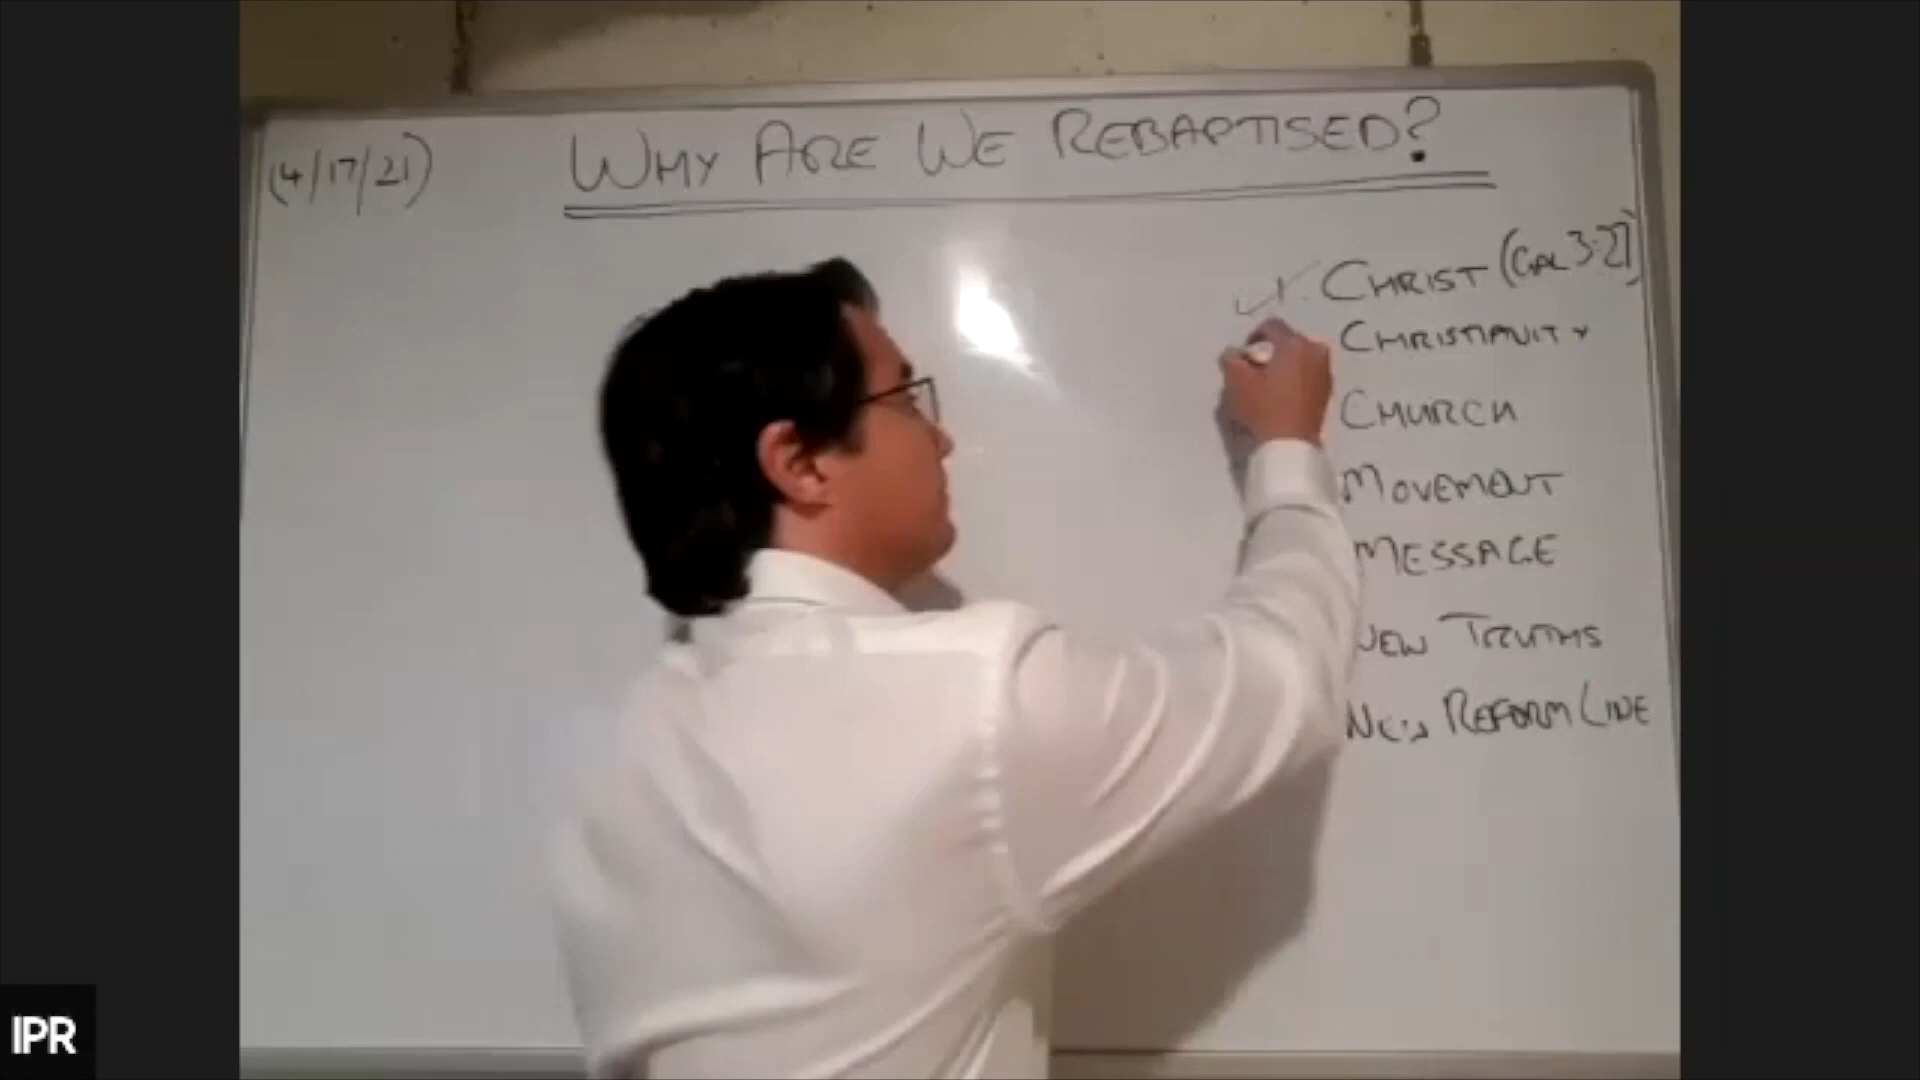 (4/17/21)
WHY ARE WE REBAPTISED?
CHRIST (GAL 3:27)
CHRISTIANITY
CHURCH
MOVEMENT
MESSAGE
NEW TRUTHS
NEW REFORM LINE
IPR